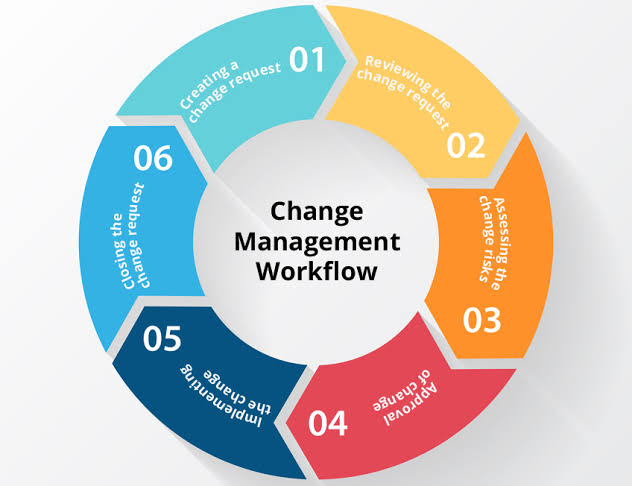 Change
Management
Workflow
01
Creating a
change request
02
Reviewing the
change request
03
Assessing the
change risks
04
Approval
of change
05
Implementing
the change
06
Closing the
change request